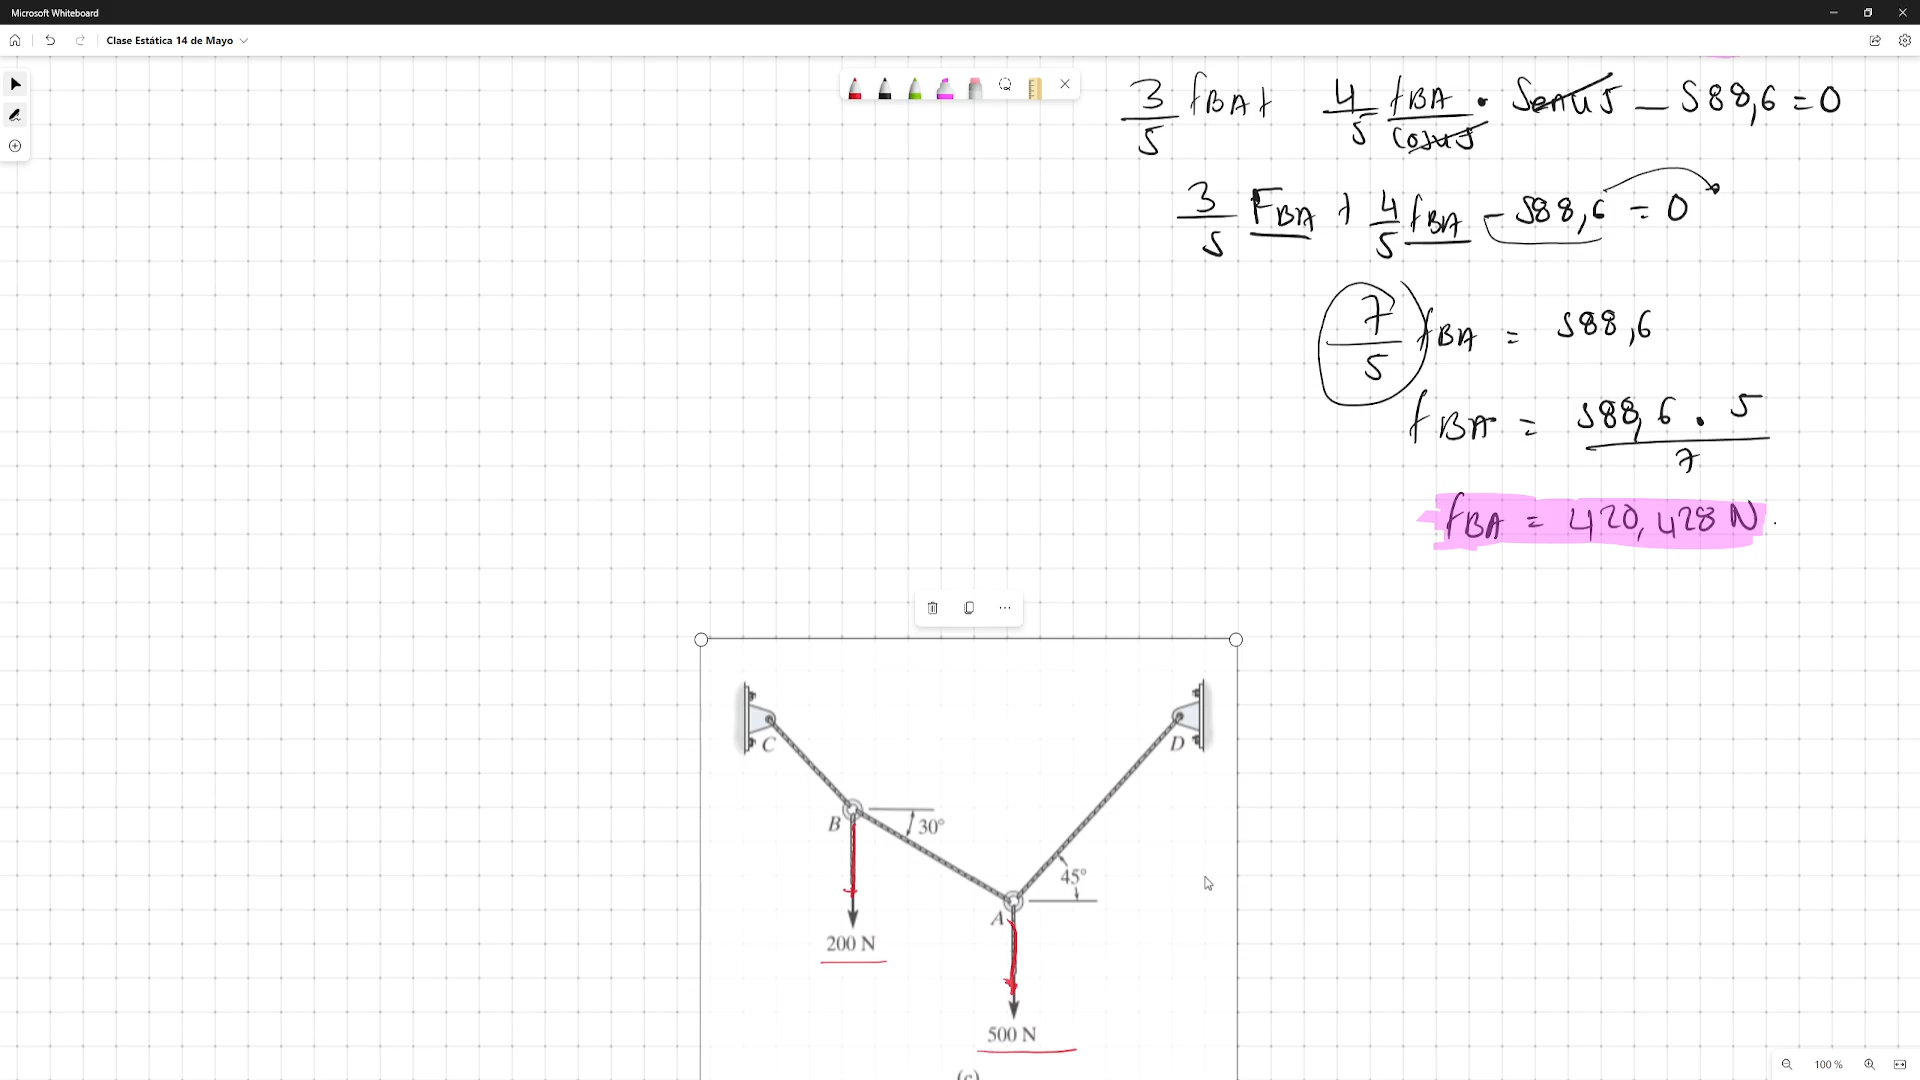 Microsoft Whiteboard
Clase Estática 14 de Mayo
3/5 fBA + 4/5 fBA/cos45 · Sen45 - 588,6 = 0
3/5 FBA + 4/5 fBA - 588,6 = 0
7/5 fBA = 588,6
fBA = 588,6 · 5 / 7
fBA = 420,428 N.
C
D
B
30°
45°
A
200 N
500 N
(c)
100 %